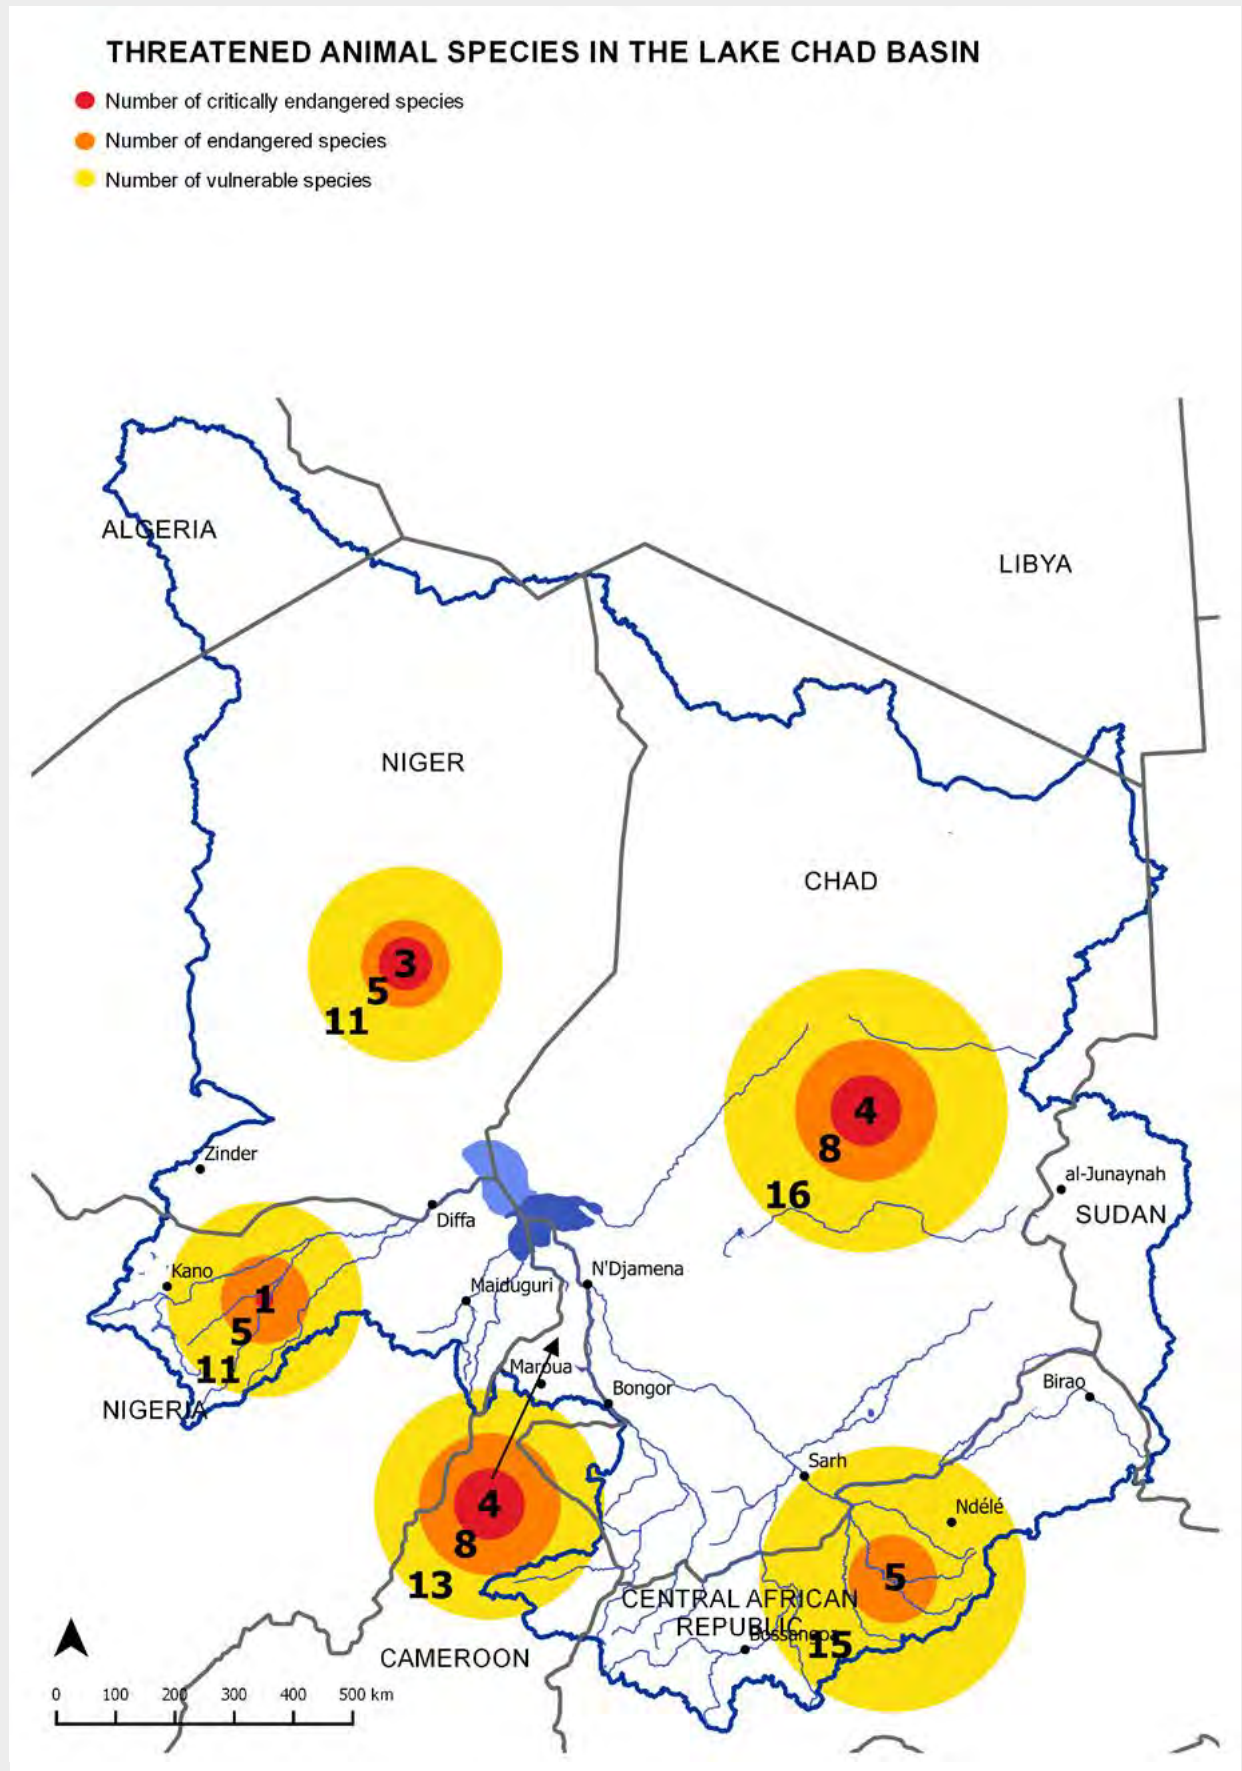 THREATENED ANIMAL SPECIES IN THE LAKE CHAD BASIN
Number of critically endangered species
Number of endangered species
Number of vulnerable species
ALGERIA
LIBYA
NIGER
CHAD
3
5
11
4
8
16
Zinder
al-Junaynah
SUDAN
Diffa
Kano
N'Djamena
Maiduguri
1
5
11
Maroua
Bongor
Birao
NIGERIA
Sarh
Ndélé
4
8
13
5
CENTRAL AFRICAN
REPUBLIC
Bossangoa
15
CAMEROON
0 100 200 300 400 500 km